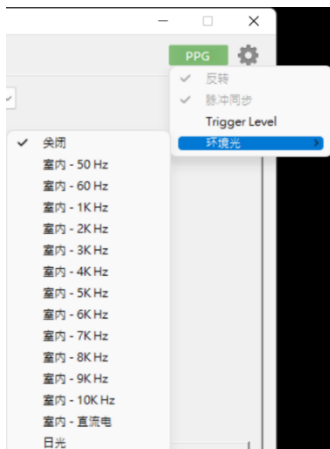 PPG
反转
脉冲同步
Trigger Level
环境光
关闭
室内 - 50 Hz
室内 - 60 Hz
室内 - 1K Hz
室内 - 2K Hz
室内 - 3K Hz
室内 - 4K Hz
室内 - 5K Hz
室内 - 6K Hz
室内 - 7K Hz
室内 - 8K Hz
室内 - 9K Hz
室内 - 10K Hz
室内 - 直流电
日光